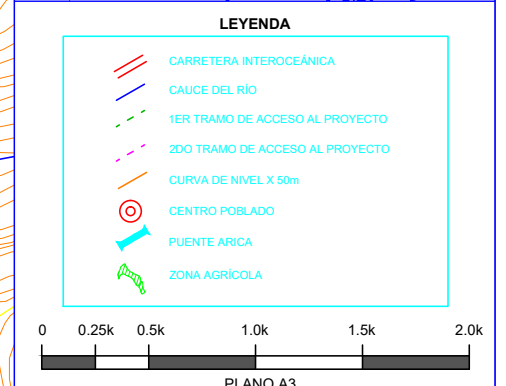 LEYENDA
CARRETERA INTEROCEÁNICA
CAUCE DEL RÍO
1ER TRAMO DE ACCESO AL PROYECTO
2DO TRAMO DE ACCESO AL PROYECTO
CURVA DE NIVEL X 50m
CENTRO POBLADO
PUENTE ARICA
ZONA AGRÍCOLA
0 0.25k 0.5k 1.0k 1.5k 2.0k
PLANO A3